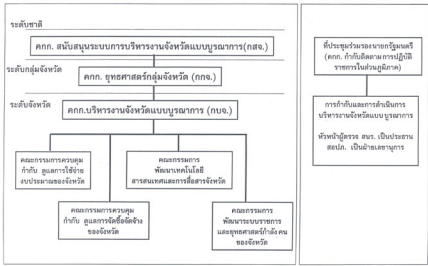 ระดับชาติ
คกก. สนับสนุนระบบการบริหารงานจังหวัดแบบบูรณาการ(กสจ.)
ระดับกลุ่มจังหวัด
คกก. ยุทธศาสตร์กลุ่มจังหวัด (กกจ.)
ระดับจังหวัด
คกก.บริหารงานจังหวัดแบบบูรณาการ (กบจ.)
คณะกรรมการควบคุม
กำกับ ดูแลการใช้จ่าย
งบประมาณของจังหวัด
คณะกรรมการ
พัฒนาเทคโนโลยี
สารสนเทศและการสื่อสารจังหวัด
คณะกรรมการควบคุม
กำกับ ดูแลการจัดซื้อจัดจ้าง
ของจังหวัด
คณะกรรมการ
พัฒนาระบบราชการ
และยุทธศาสตร์กำลังคน
ของจังหวัด
ที่ประชุมร่วมรองนายกรัฐมนตรี
(คกก. กำกับติดตามการปฏิบัติ
ราชการในส่วนภูมิภาค)
การกำกับและการดำเนินการ
บริหารงานจังหวัดแบบบูรณาการ
หัวหน้าผู้ตรวจ สนร. เป็นประธาน
สอปภ. เป็นฝ่ายเลขานุการ